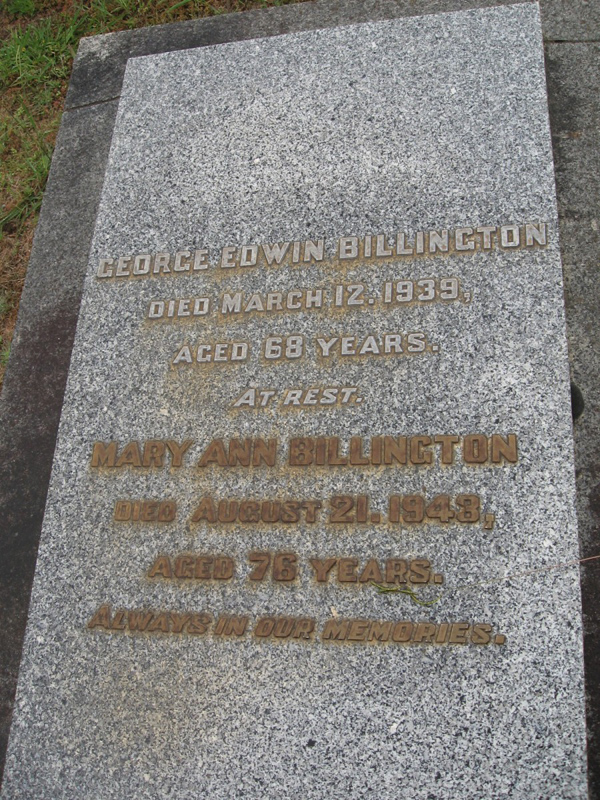 GEORGE EDWIN BILLINGTON
DIED MARCH 12. 1939,
AGED 68 YEARS.
AT REST.
MARY ANN BILLINGTON
DIED AUGUST 21. 1943,
AGED 76 YEARS.
ALWAYS IN OUR MEMORIES.